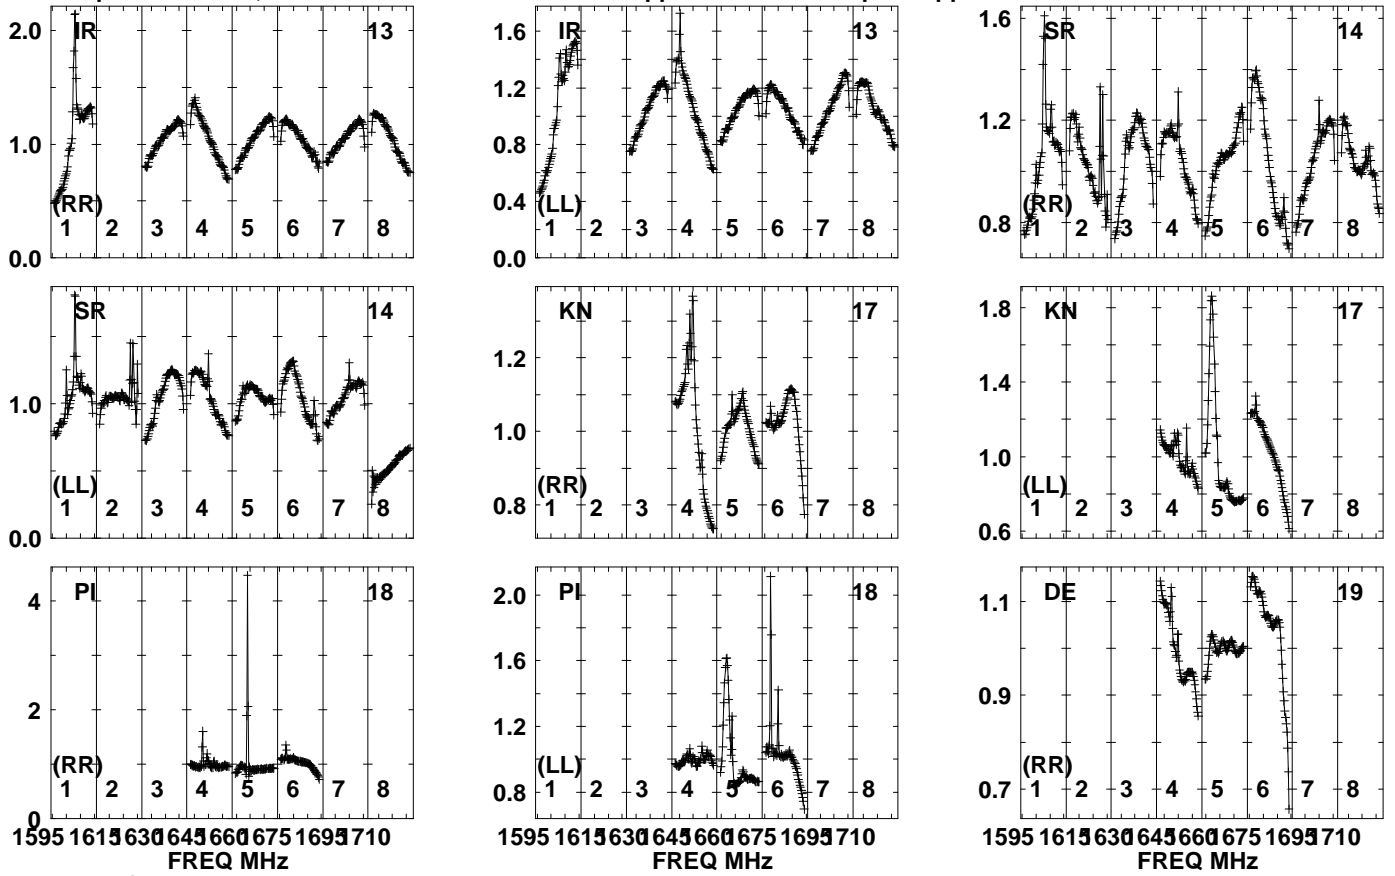 IR 13
2.0
1.0
0.0
(RR)
1 2 3 4 5 6 7 8
IR 13
1.6
1.2
0.8
0.4
0.0
(LL)
1 2 3 4 5 6 7 8
SR 14
1.6
1.2
0.8
(RR)
1 2 3 4 5 6 7 8
SR 14
1.0
0.0
(LL)
1 2 3 4 5 6 7 8
KN 17
1.2
1.0
0.8
(RR)
1 2 3 4 5 6 7 8
KN 17
1.8
1.4
1.0
0.6
(LL)
1 2 3 4 5 6 7 8
PI 18
4
2
0
(RR)
1 2 3 4 5 6 7 8
1595 1615 1630 1645 1660 1675 1695 1710
FREQ MHz
PI 18
2.0
1.6
1.2
0.8
(LL)
1 2 3 4 5 6 7 8
1595 1615 1630 1645 1660 1675 1695 1710
FREQ MHz
DE 19
1.1
0.9
0.7
(RR)
1 2 3 4 5 6 7 8
1595 1615 1630 1645 1660 1675 1695 1710
FREQ MHz